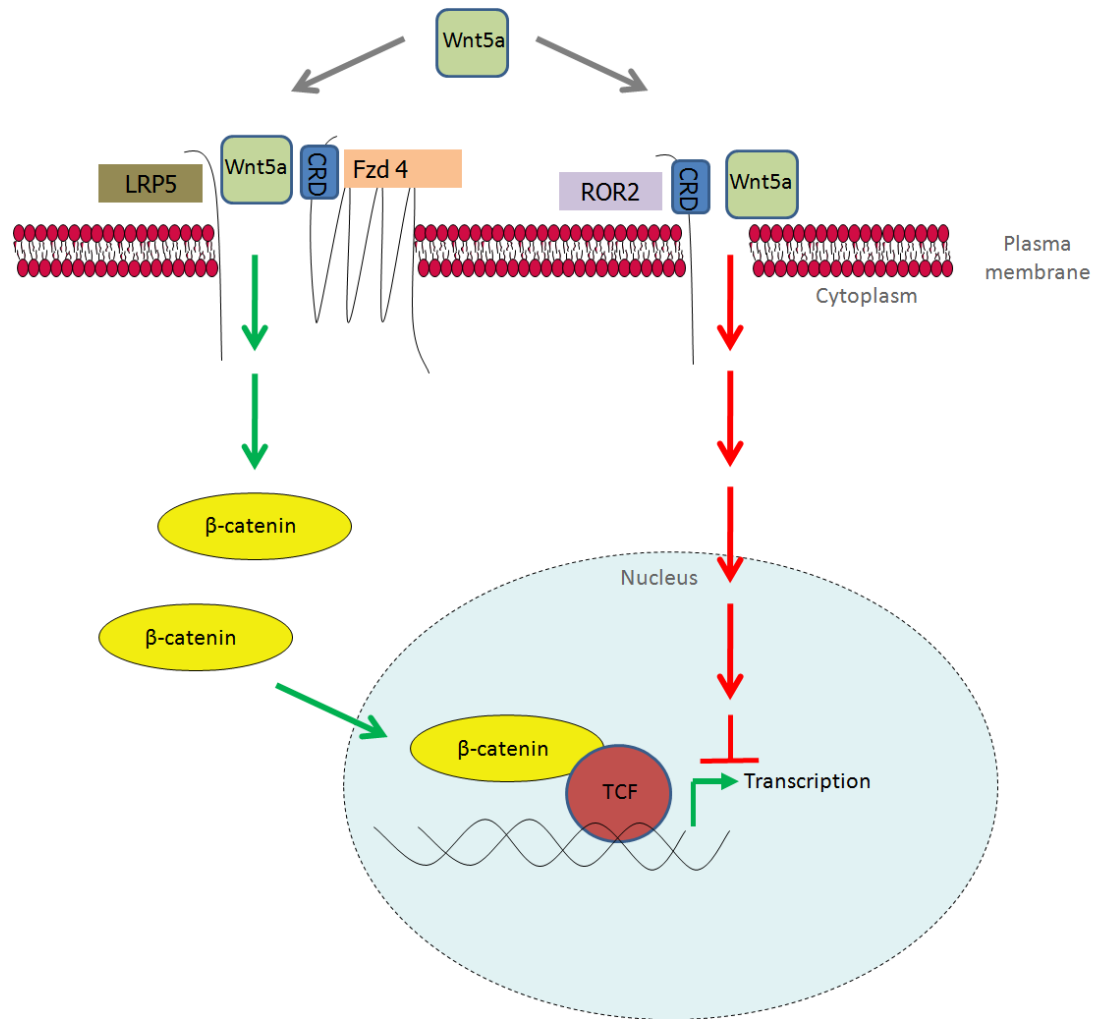 Wnt5a
LRP5
Wnt5a
CRD
Fzd 4
ROR2
CRD
Wnt5a
Plasma
membrane
Cytoplasm
β-catenin
Nucleus
β-catenin
β-catenin
TCF
Transcription